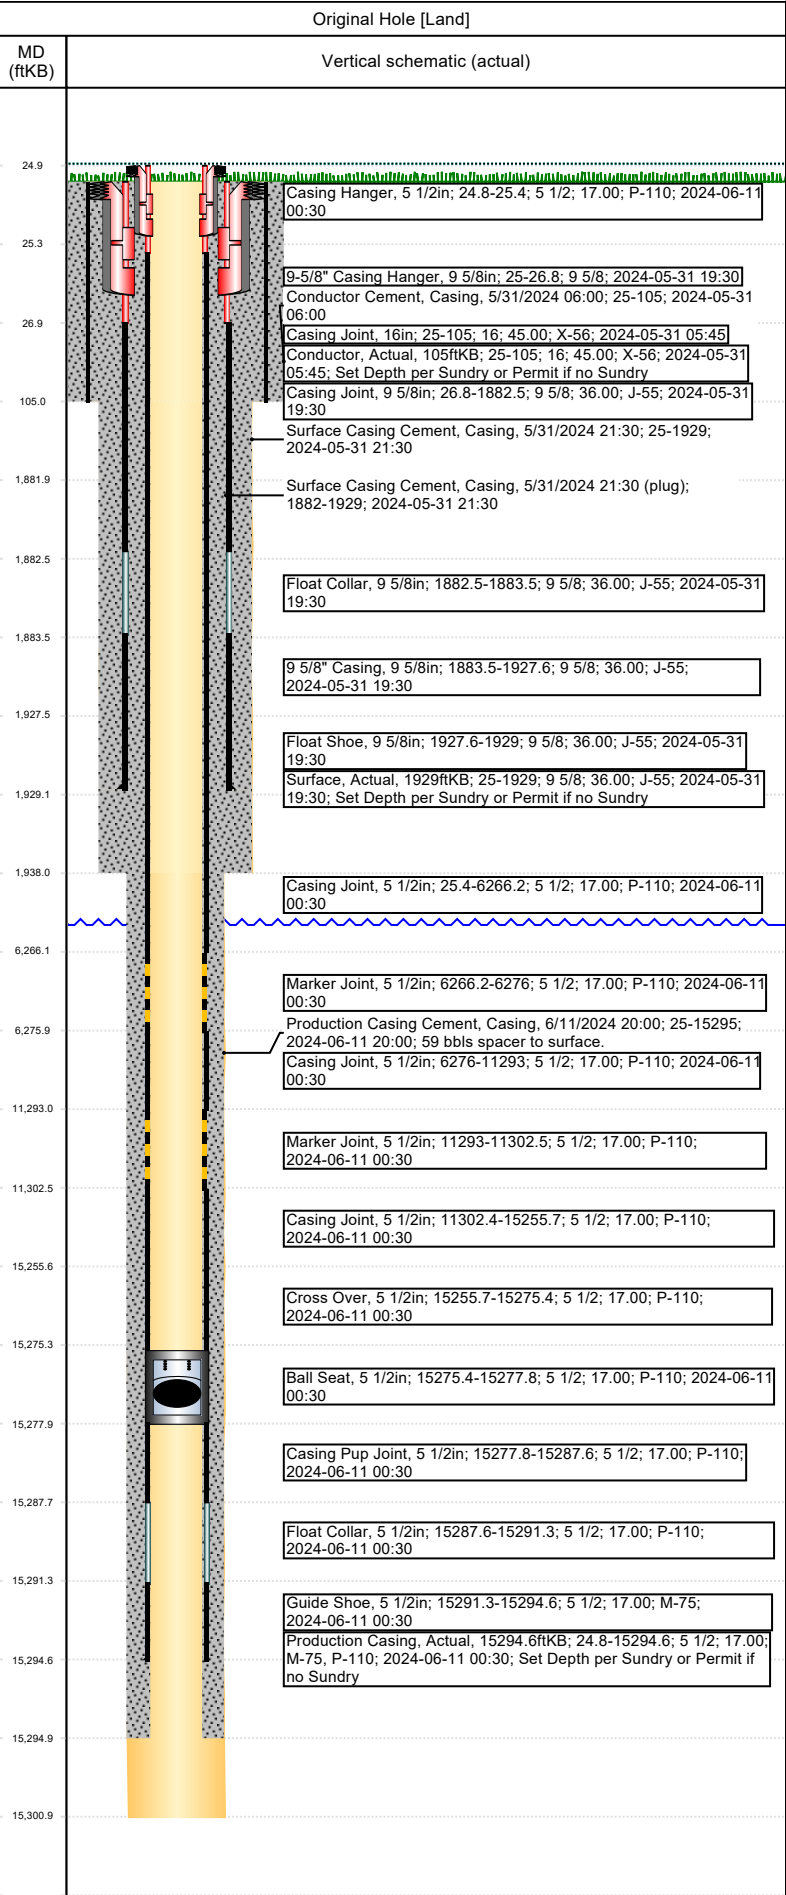 Original Hole [Land]
MD
(ftKB)
Vertical schematic (actual)
24.9
Casing Hanger, 5 1/2in; 24.8-25.4; 5 1/2; 17.00; P-110; 2024-06-11
00:30
25.3
9-5/8" Casing Hanger, 9 5/8in; 25-26.8; 9 5/8; 2024-05-31 19:30
Conductor Cement, Casing, 5/31/2024 06:00; 25-105; 2024-05-31
06:00
26.9
Casing Joint, 16in; 25-105; 16; 45.00; X-56; 2024-05-31 05:45
Conductor, Actual, 105ftKB; 25-105; 16; 45.00; X-56; 2024-05-31
05:45; Set Depth per Sundry or Permit if no Sundry
Casing Joint, 9 5/8in; 26.8-1882.5; 9 5/8; 36.00; J-55; 2024-05-31
19:30
105.0
Surface Casing Cement, Casing, 5/31/2024 21:30; 25-1929;
2024-05-31 21:30
1,881.9
Surface Casing Cement, Casing, 5/31/2024 21:30 (plug);
1882-1929; 2024-05-31 21:30
1,882.5
Float Collar, 9 5/8in; 1882.5-1883.5; 9 5/8; 36.00; J-55; 2024-05-31
19:30
1,883.5
9 5/8" Casing, 9 5/8in; 1883.5-1927.6; 9 5/8; 36.00; J-55;
2024-05-31 19:30
1,927.5
Float Shoe, 9 5/8in; 1927.6-1929; 9 5/8; 36.00; J-55; 2024-05-31
19:30
Surface, Actual, 1929ftKB; 25-1929; 9 5/8; 36.00; J-55; 2024-05-31
19:30; Set Depth per Sundry or Permit if no Sundry
1,929.1
1,938.0
Casing Joint, 5 1/2in; 25.4-6266.2; 5 1/2; 17.00; P-110; 2024-06-11
00:30
6,266.1
Marker Joint, 5 1/2in; 6266.2-6276; 5 1/2; 17.00; P-110; 2024-06-11
00:30
6,275.9
Production Casing Cement, Casing, 6/11/2024 20:00; 25-15295;
2024-06-11 20:00; 59 bbls spacer to surface.
Casing Joint, 5 1/2in; 6276-11293; 5 1/2; 17.00; P-110; 2024-06-11
00:30
11,293.0
Marker Joint, 5 1/2in; 11293-11302.5; 5 1/2; 17.00; P-110;
2024-06-11 00:30
11,302.5
Casing Joint, 5 1/2in; 11302.4-15255.7; 5 1/2; 17.00; P-110;
2024-06-11 00:30
15,255.6
Cross Over, 5 1/2in; 15255.7-15275.4; 5 1/2; 17.00; P-110;
2024-06-11 00:30
15,275.3
Ball Seat, 5 1/2in; 15275.4-15277.8; 5 1/2; 17.00; P-110; 2024-06-11
00:30
15,277.9
Casing Pup Joint, 5 1/2in; 15277.8-15287.6; 5 1/2; 17.00; P-110;
2024-06-11 00:30
15,287.7
Float Collar, 5 1/2in; 15287.6-15291.3; 5 1/2; 17.00; P-110;
2024-06-11 00:30
15,291.3
Guide Shoe, 5 1/2in; 15291.3-15294.6; 5 1/2; 17.00; M-75;
2024-06-11 00:30
Production Casing, Actual, 15294.6ftKB; 24.8-15294.6; 5 1/2; 17.00;
M-75, P-110; 2024-06-11 00:30; Set Depth per Sundry or Permit if
no Sundry
15,294.6
15,294.9
15,300.9